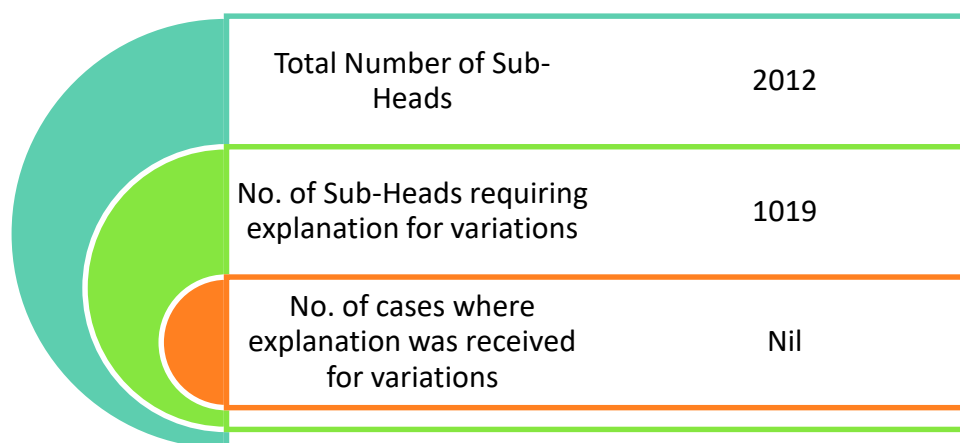 Total Number of Sub-
Heads
2012
No. of Sub-Heads requiring
explanation for variations
1019
No. of cases where
explanation was received
for variations
Nil